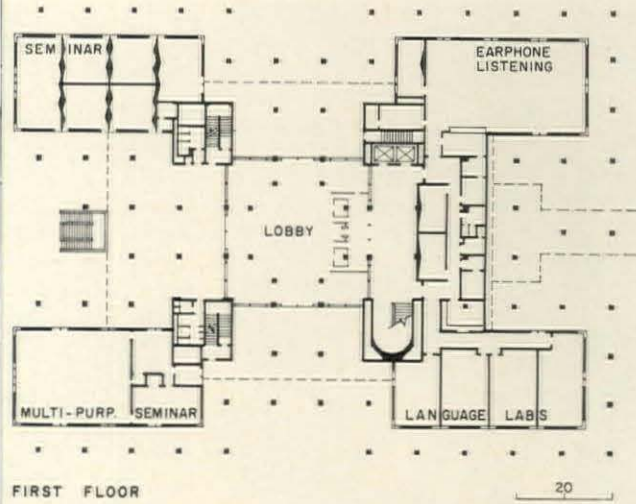 SEMINAR
EARPHONE
LISTENING
LOBBY
MULTI-PURP.
SEMINAR
LANGUAGE LABS
FIRST FLOOR
20